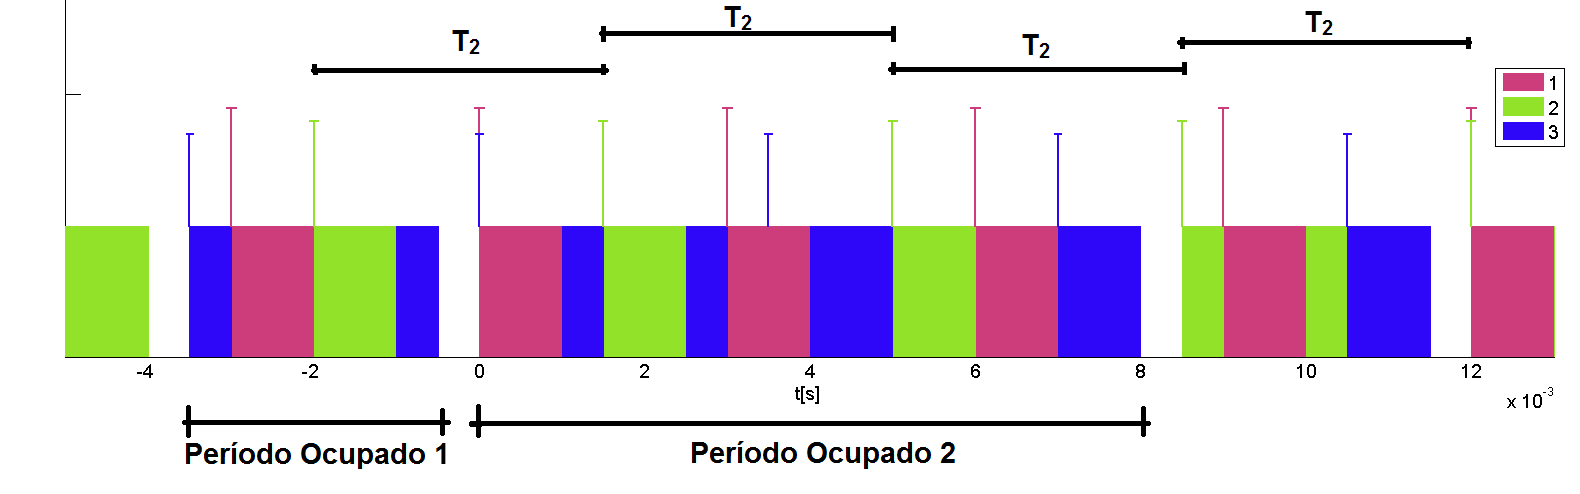 T₂
T₂
T₂
T₂
1
2
3
-4 -2 0 2 4 6 8 10 12
t[s]
x 10⁻³
Período Ocupado 1
Período Ocupado 2